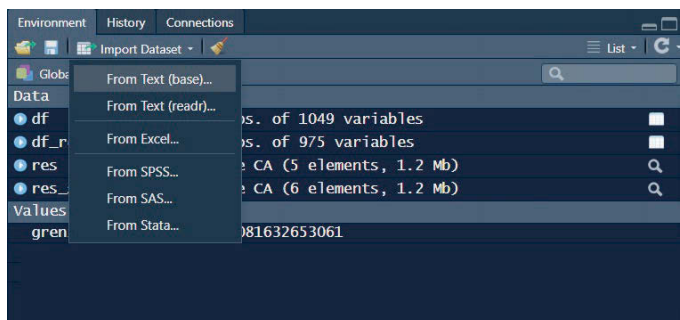 Environment History Connections
Import Dataset
List
Globa
From Text (base)...
Data
From Text (readr)...
df os. of 1049 variables
From Excel...
df_r os. of 975 variables
From SPSS...
res e CA (5 elements, 1.2 Mb)
From SAS...
res_ e CA (6 elements, 1.2 Mb)
Values
From Stata...
gren 081632653061